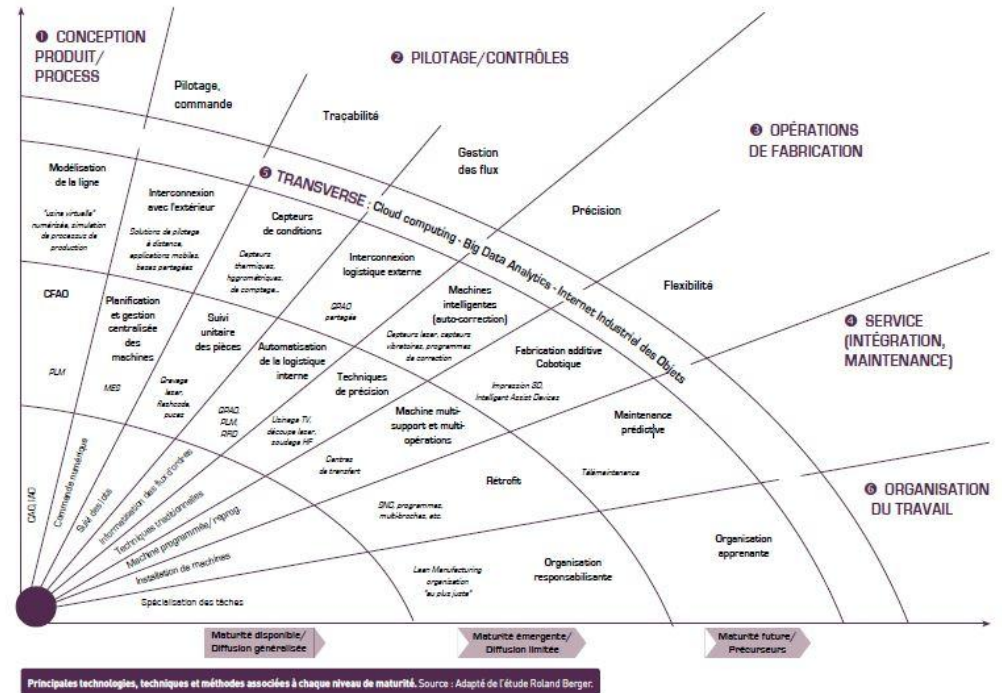 ❶ CONCEPTION
PRODUIT/
PROCESS
Pilotage,
commande
❷ PILOTAGE/CONTRÔLES
Traçabilité
Gestion
des flux
❸ OPÉRATIONS
DE FABRICATION
Précision
Flexibilité
❹ SERVICE
(INTÉGRATION,
MAINTENANCE)
❻ ORGANISATION
DU TRAVAIL
❺ TRANSVERSE : Cloud computing - Big Data Analytics - Internet Industriel des Objets
Modélisation
de la ligne
"usine virtuelle"
numérisée, simulation
de processus de
production
Interconnexion
avec l'extérieur
Solutions de pilotage
à distance,
applications mobiles,
bases partagées
Capteurs
de conditions
Capteurs
thermiques,
hygrométriques,
de comptage...
Interconnexion
logistique externe
GPAO
partagée
Machines
intelligentes
(auto-correction)
Capteurs laser, capteurs
vibratoires, programmes
de correction
Fabrication additive
Cobotique
Impression 3D,
Intelligent Assist Devices
Maintenance
prédictive
Télémaintenance
Organisation
apprenante
CFAO
PLM
Planification
et gestion
centralisée
des
machines
MES
Suivi
unitaire
des pièces
Gravage
laser,
flashcode,
puces
Automatisation
de la logistique
interne
GPAO,
PLM,
RFID
Techniques
de précision
Usinage TV,
découpe laser,
soudage HF
Machine multi-
support et multi-
opérations
Centres
de transfert
Rétrofit
SNC, programmes,
multi-broches, etc.
Organisation
responsabilisante
Lean Manufacturing
organisation
"au plus juste"
CAO, IAO
Commande numérique
Suivi des lots
Informatisation des flux d'ordres
Techniques traditionnelles
Machine programmée/reprog.
Installation de machines
Spécialisation des tâches
Maturité disponible/
Diffusion généralisée
Maturité émergente/
Diffusion limitée
Maturité future/
Précurseurs
Principales technologies, techniques et méthodes associées à chaque niveau de maturité. Source : Adapté de l'étude Roland Berger.